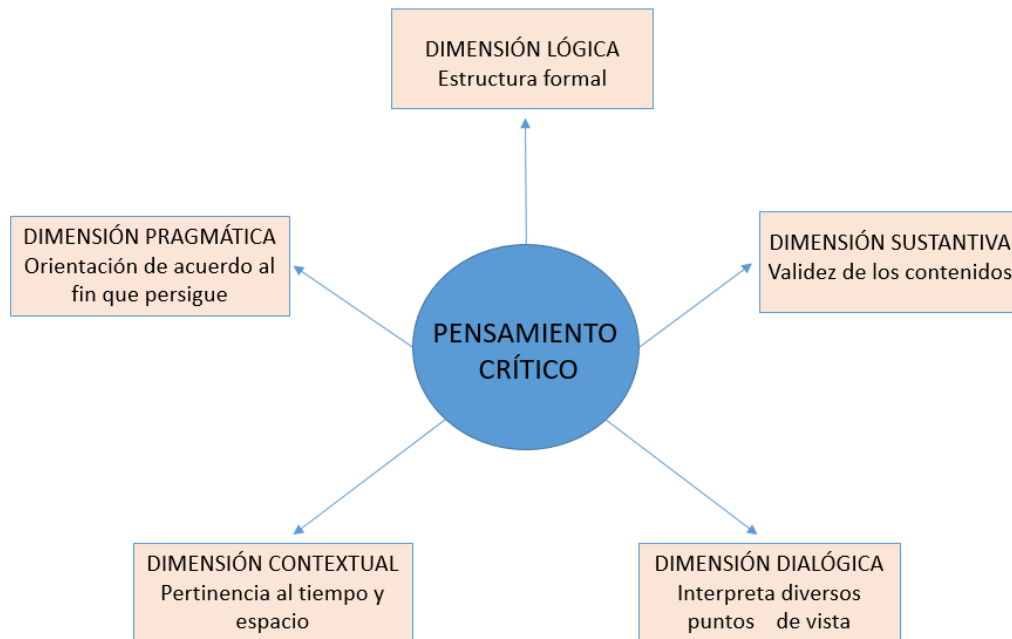 DIMENSIÓN LÓGICA
Estructura formal
DIMENSIÓN PRAGMÁTICA
Orientación de acuerdo al
fin que persigue
DIMENSIÓN SUSTANTIVA
Validez de los contenidos
PENSAMIENTO
CRÍTICO
DIMENSIÓN CONTEXTUAL
Pertinencia al tiempo y
espacio
DIMENSIÓN DIALÓGICA
Interpreta diversos
puntos de vista